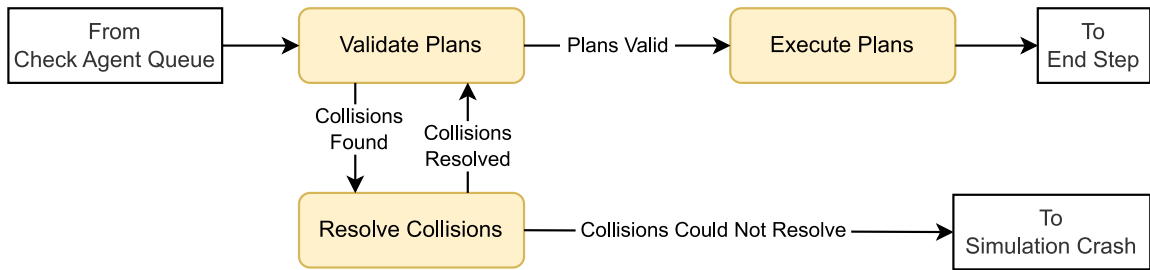 From
Check Agent Queue
Validate Plans
Plans Valid
Execute Plans
To
End Step
Collisions
Found
Collisions
Resolved
Resolve Collisions
Collisions Could Not Resolve
To
Simulation Crash